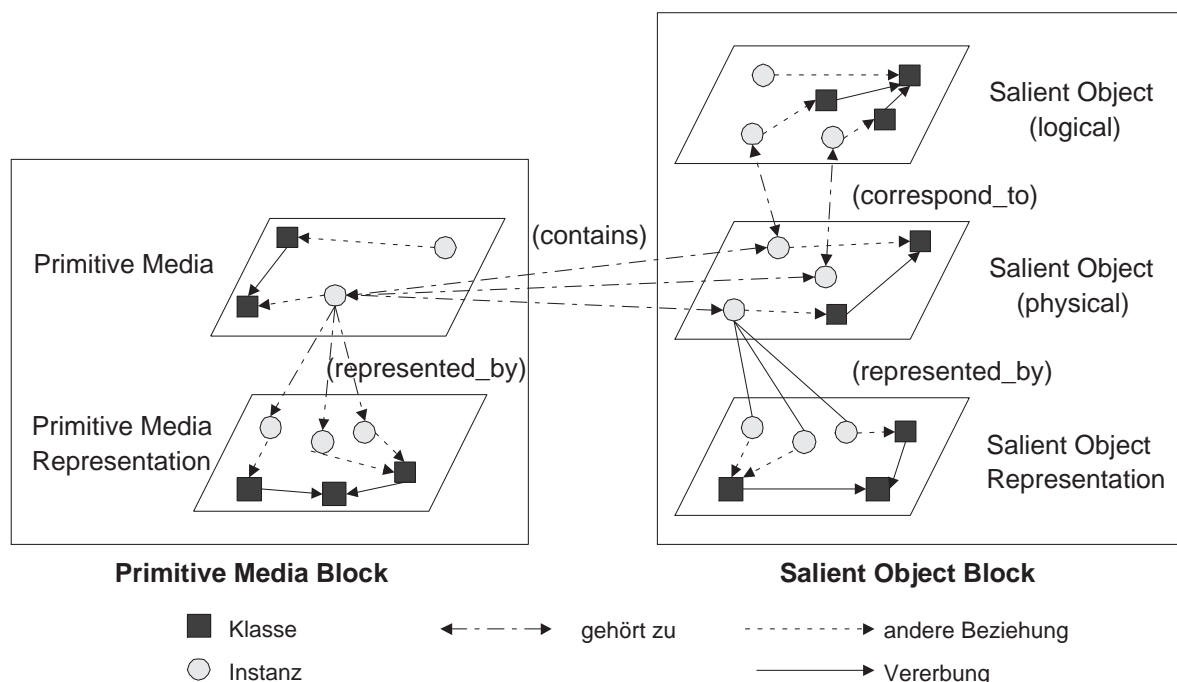 Salient Object
(logical)
(correspond_to)
(contains)
Primitive Media
Salient Object
(physical)
(represented_by)
(represented_by)
Primitive Media
Representation
Salient Object
Representation
Primitive Media Block
Salient Object Block
Klasse
gehört zu
andere Beziehung
Instanz
Vererbung